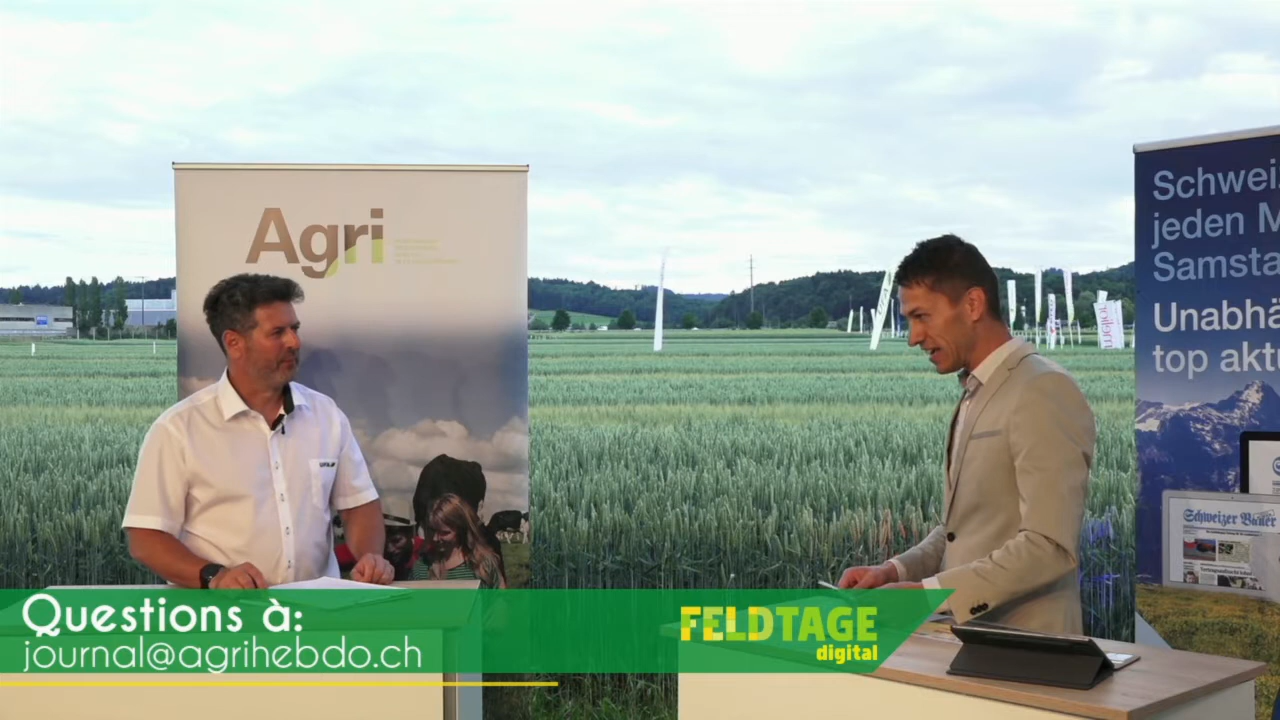 Agri
Schwei
jeden M
Samsta
Unabhä
top aktu
Schweizer Bauer
Questions à:
journal@agrihebdo.ch
FELDTAGE
digital